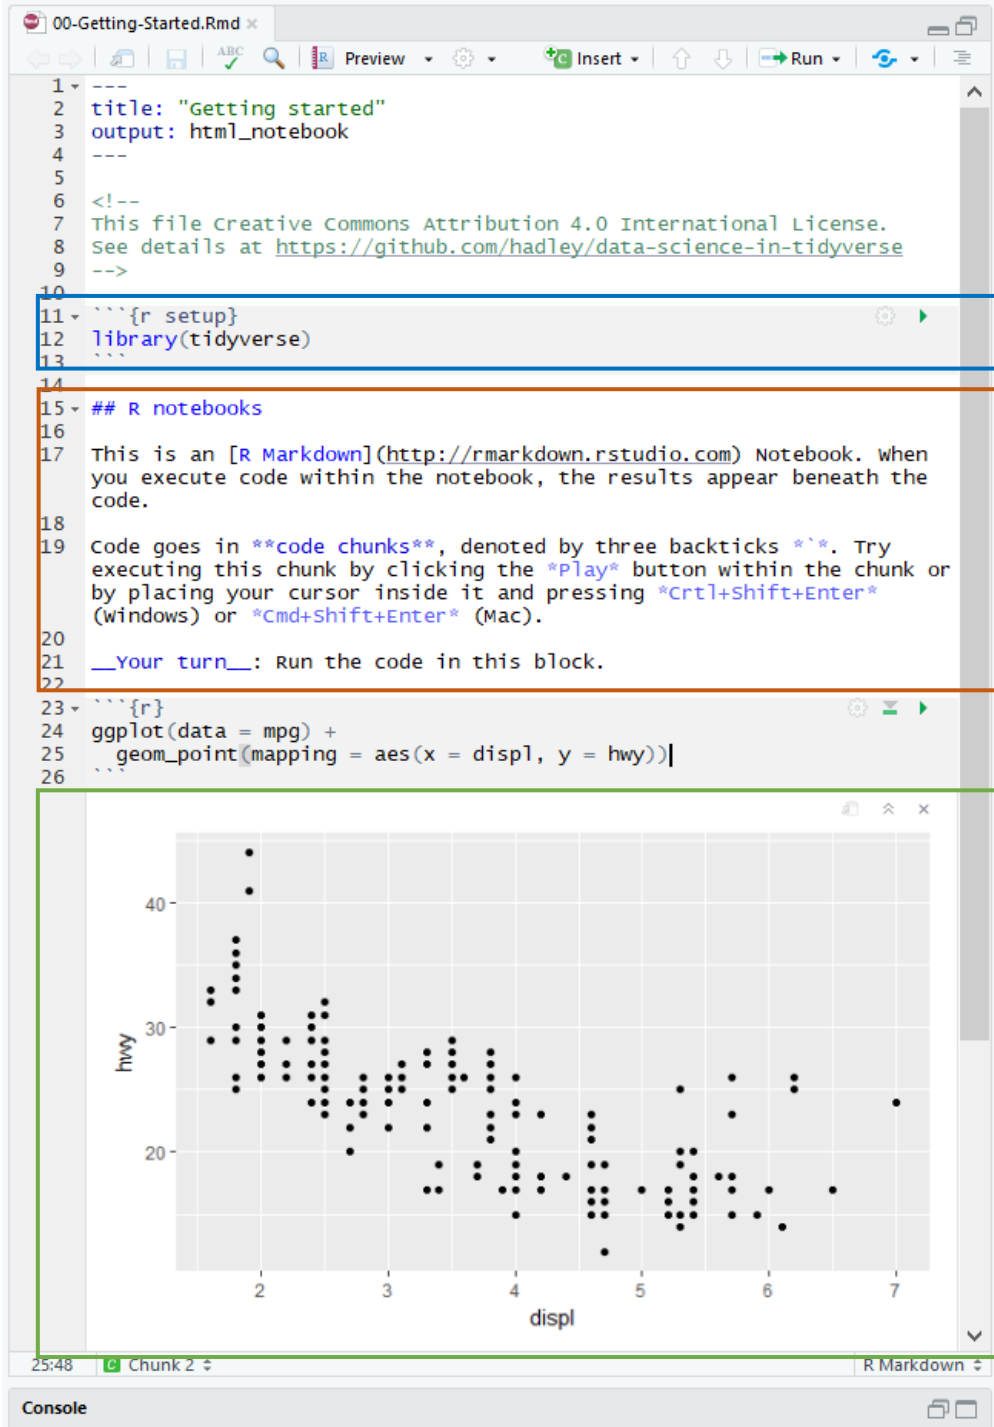 00-Getting-Started.Rmd
ABC Preview Insert Run
1 ---
2 title: "Getting started"
3 output: html_notebook
4 ---
5
6 <!--
7 This file Creative Commons Attribution 4.0 International License.
8 See details at https://github.com/hadley/data-science-in-tidyverse
9 -->
10
11 ```{r setup}
12 library(tidyverse)
13 ```
14
15 ## R notebooks
16
17 This is an [R Markdown](http://rmarkdown.rstudio.com) Notebook. When
you execute code within the notebook, the results appear beneath the
code.
18
19 Code goes in **code chunks**, denoted by three backticks *`*. Try
executing this chunk by clicking the *Play* button within the chunk or
by placing your cursor inside it and pressing *Crtl+Shift+Enter*
(Windows) or *Cmd+Shift+Enter* (Mac).
20
21 __Your turn__: Run the code in this block.
22
23 ```{r}
24 ggplot(data = mpg) +
25 geom_point(mapping = aes(x = displ, y = hwy))
26 ```
40
30
20
hwy
2 3 4 5 6 7
displ
25:48 C Chunk 2 R Markdown
Console